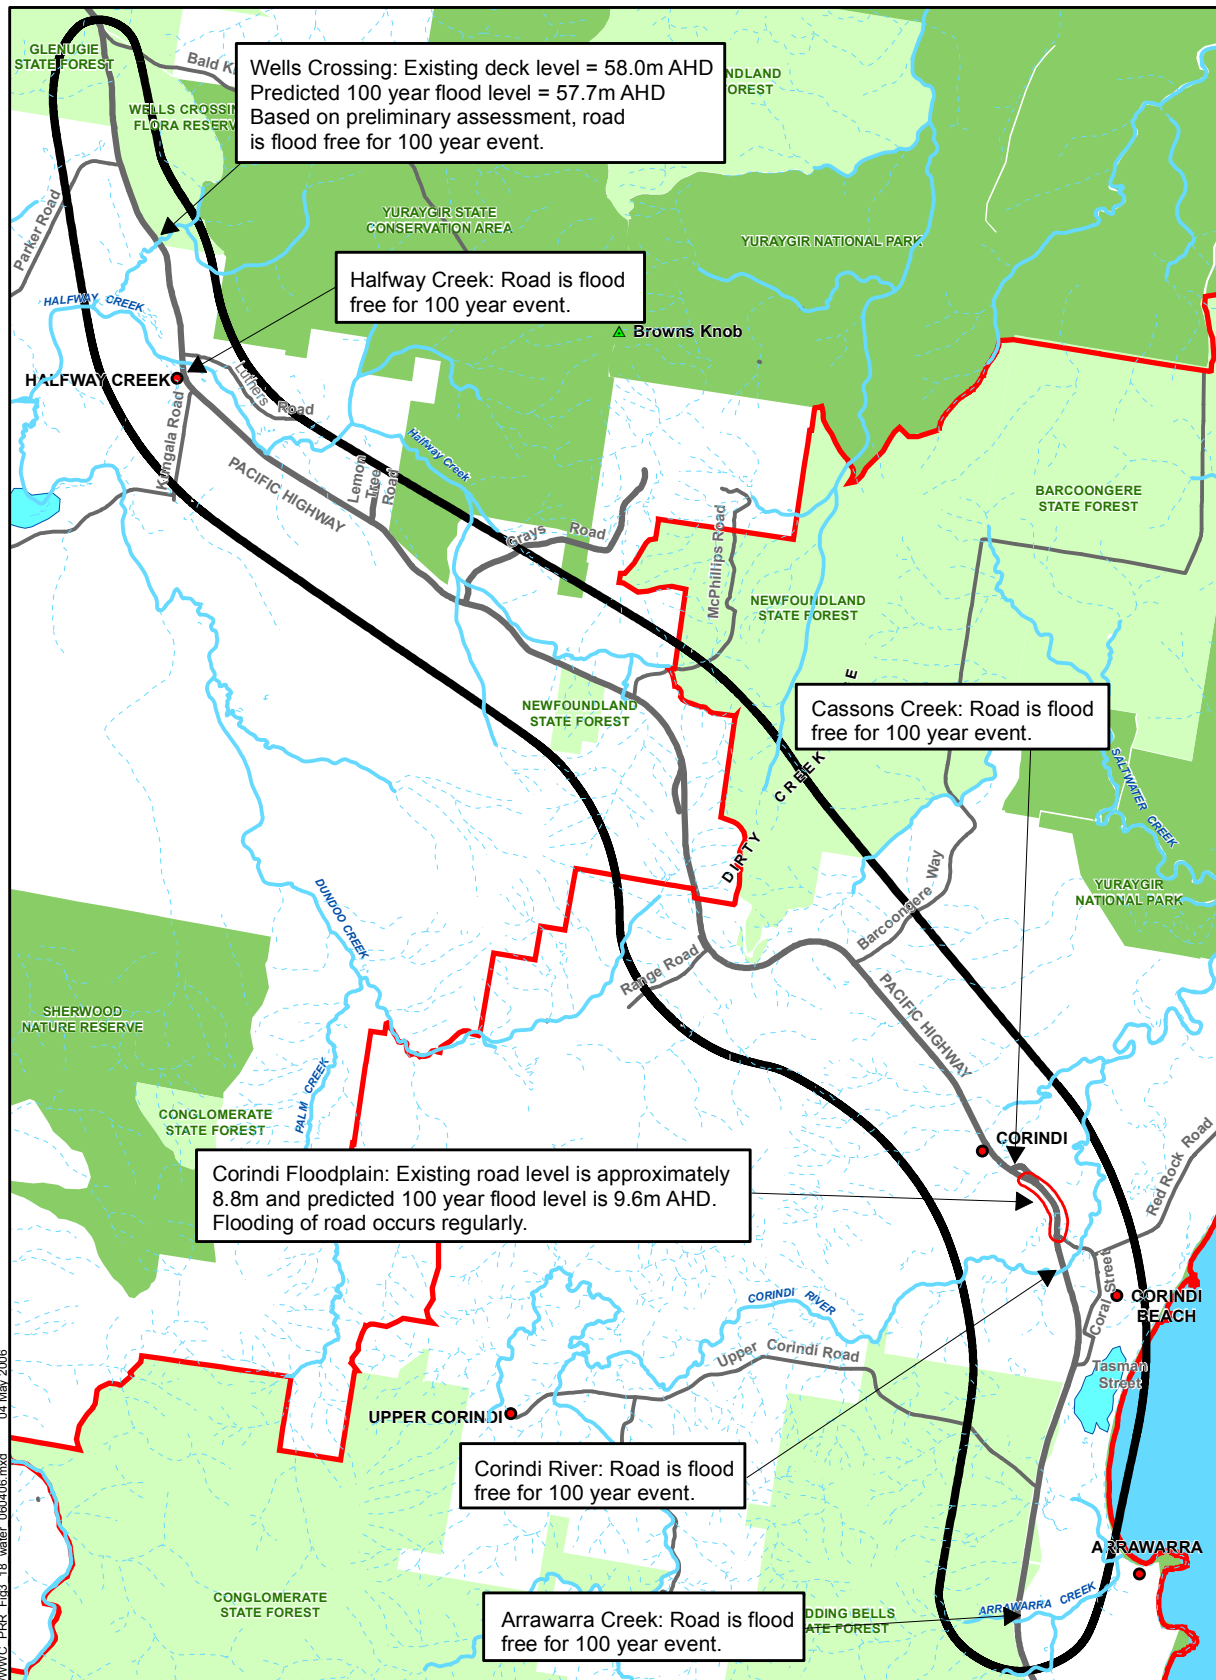 GLENUGIE
STATE FOREST
Bald
Wells Crossing: Existing deck level = 58.0m AHD
Predicted 100 year flood level = 57.7m AHD
Based on preliminary assessment, road
is flood free for 100 year event.
WELLS CROSSIN
FLORA RESERV
NDLAND
OREST
Parker Road
YURAYGIR STATE
CONSERVATION AREA
YURAYGIR NATIONAL PARK
Halfway Creek: Road is flood
free for 100 year event.
HALFWAY CREEK
Browns Knob
HALFWAY CREEK
Luthers Road
Kungala Road
PACIFIC HIGHWAY
Lemon
Tree
Road
Halfway Creek
Grays Road
McPhillips Road
BARCOONGERE
STATE FOREST
NEWFOUNDLAND
STATE FOREST
NEWFOUNDLAND
STATE FOREST
Cassons Creek: Road is flood
free for 100 year event.
DIRTY CREEK
E
SALTWATER CREEK
YURAYGIR
NATIONAL PARK
DUNDOO CREEK
Barcoongere Way
Range Road
PACIFIC HIGHWAY
SHERWOOD
NATURE RESERVE
PALM CREEK
CONGLOMERATE
STATE FOREST
CORINDI
Red Rock Road
Corindi Floodplain: Existing road level is approximately
8.8m and predicted 100 year flood level is 9.6m AHD.
Flooding of road occurs regularly.
CORINDI RIVER
Coral Street
CORINDI
BEACH
Upper Corindi Road
Tasman
Street
UPPER CORINDI
Corindi River: Road is flood
free for 100 year event.
ARRAWARRA
CONGLOMERATE
STATE FOREST
Arrawarra Creek: Road is flood
free for 100 year event.
DDING BELLS
ATE FOREST
ARRAWARRA CREEK
WWC_PRR_Fig3_18_water_060406.mxd 04 May 2006